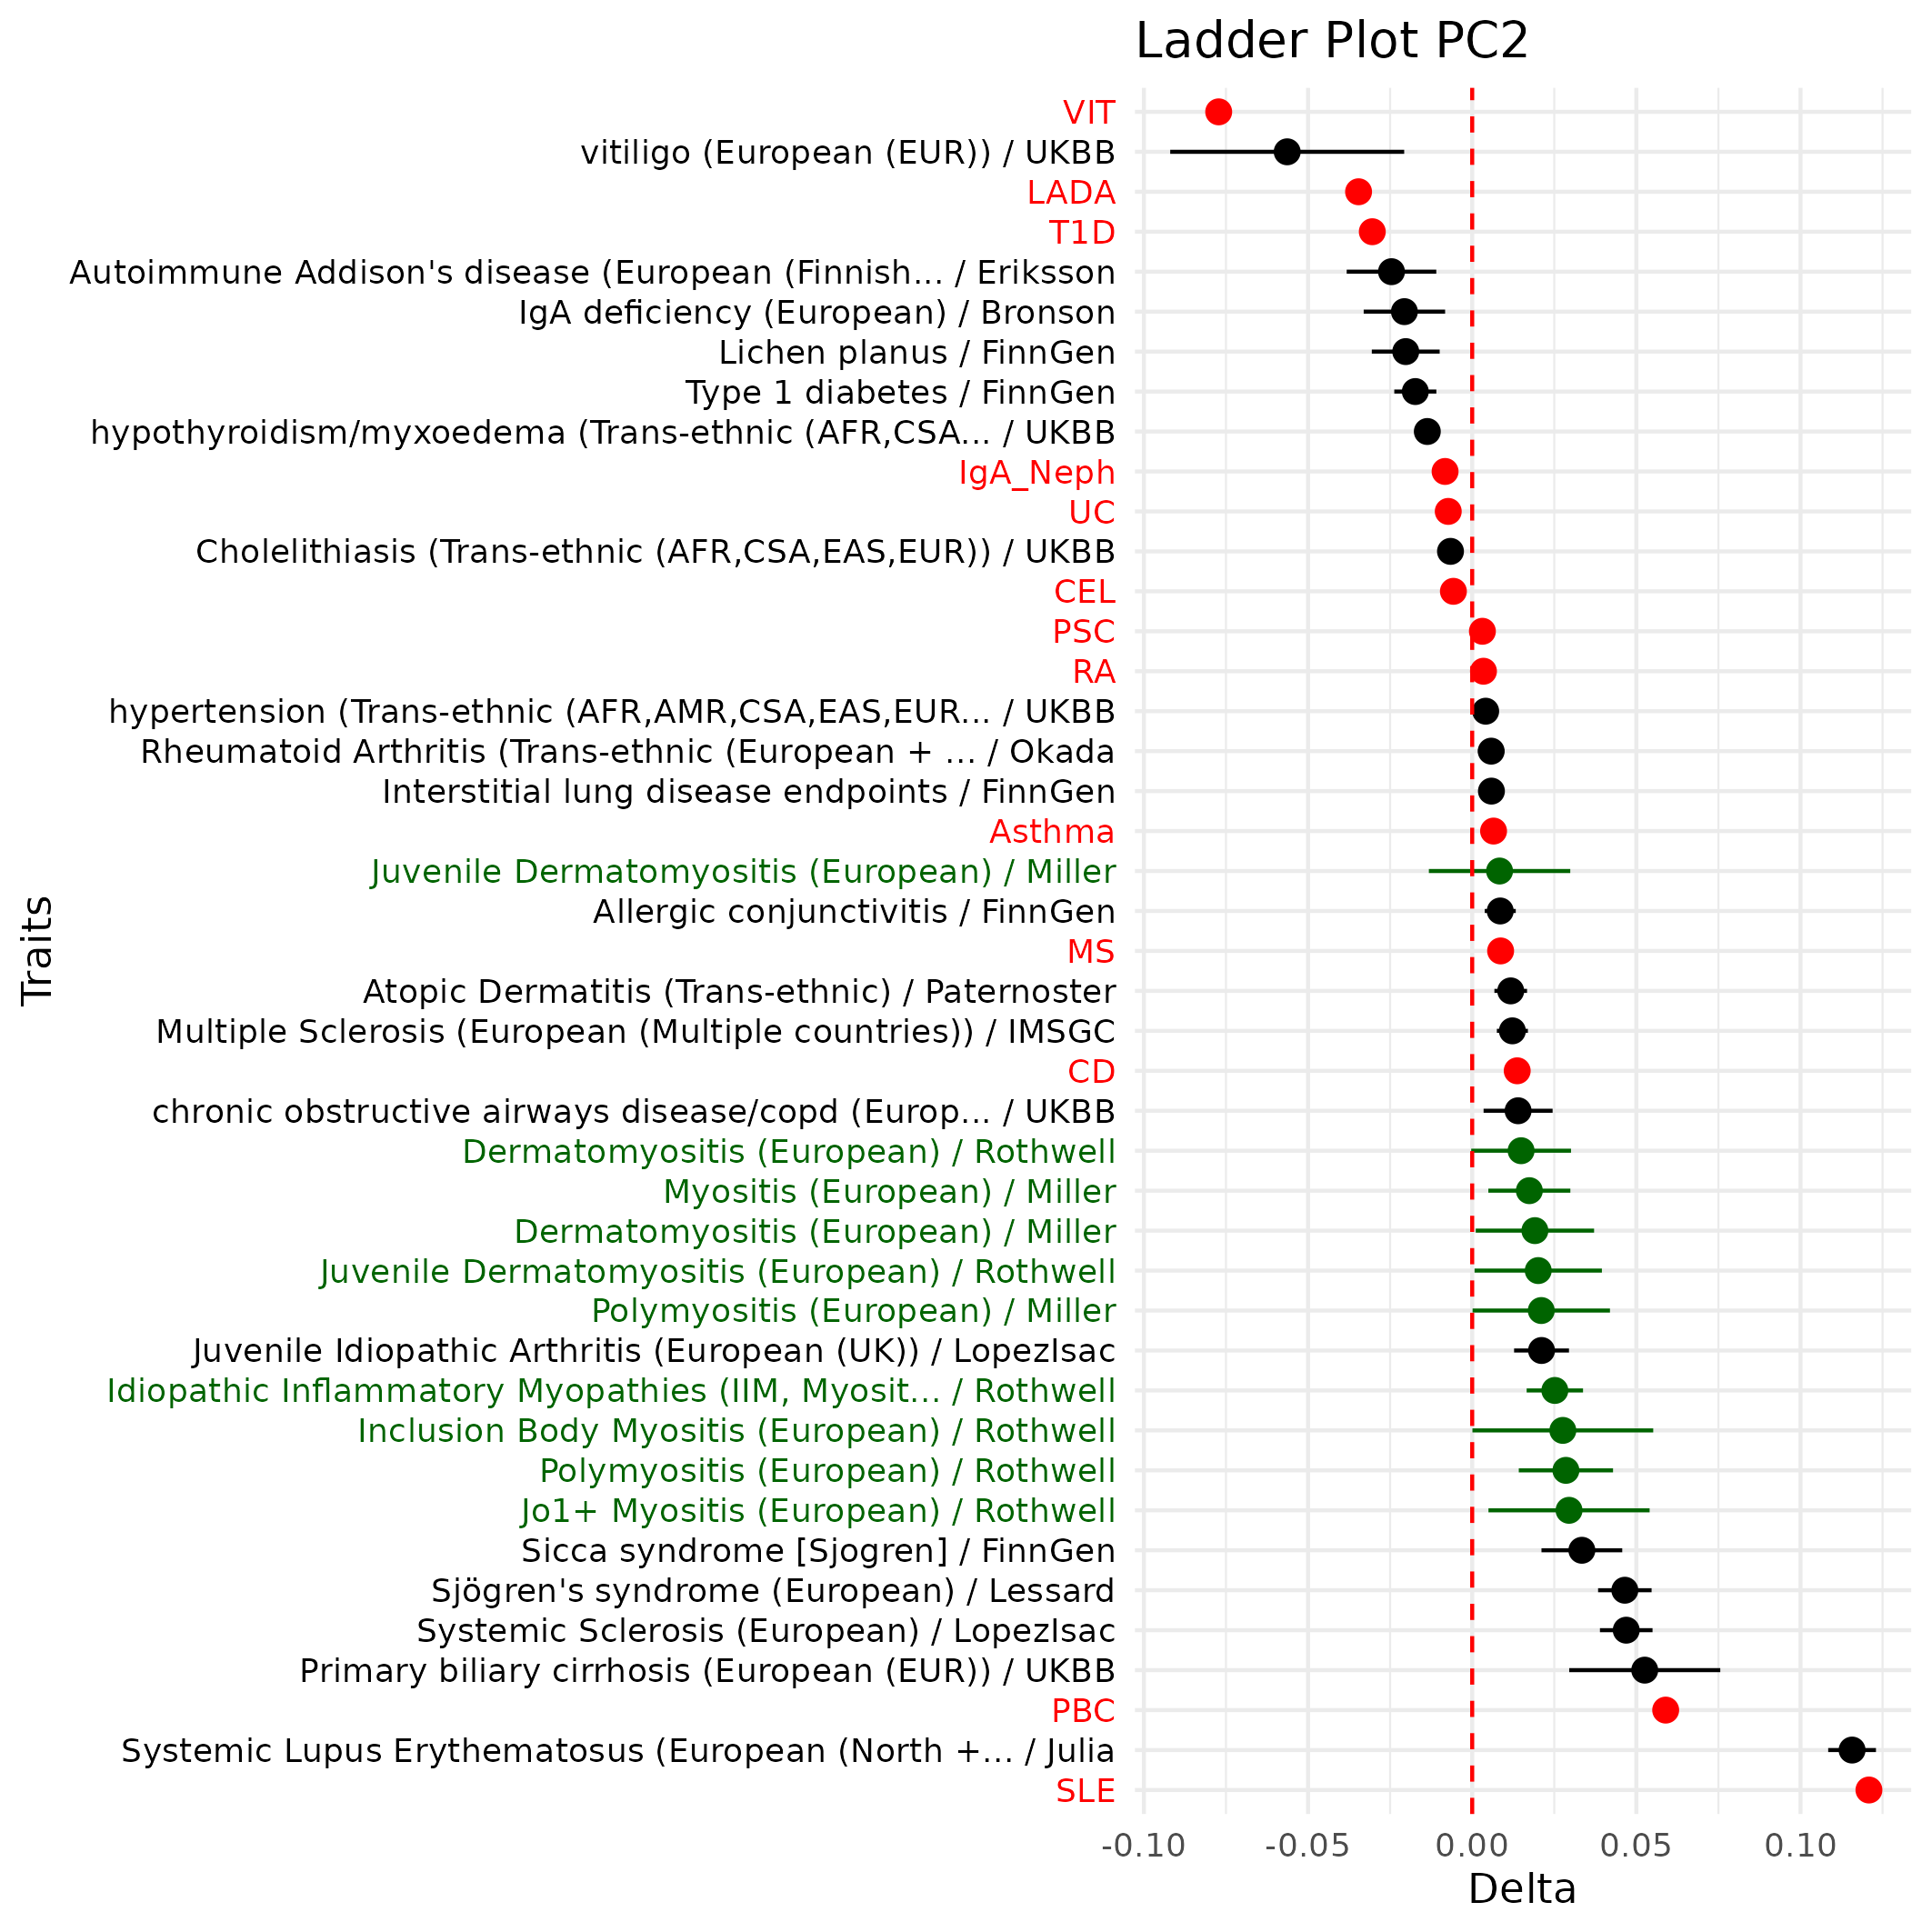 Ladder Plot PC2
VIT
vitiligo (European (EUR)) / UKBB
LADA
T1D
Autoimmune Addison's disease (European (Finnish... / Eriksson
IgA deficiency (European) / Bronson
Lichen planus / FinnGen
Type 1 diabetes / FinnGen
hypothyroidism/myxoedema (Trans-ethnic (AFR,CSA... / UKBB
IgA_Neph
UC
Cholelithiasis (Trans-ethnic (AFR,CSA,EAS,EUR)) / UKBB
CEL
PSC
RA
hypertension (Trans-ethnic (AFR,AMR,CSA,EAS,EUR... / UKBB
Rheumatoid Arthritis (Trans-ethnic (European + ... / Okada
Interstitial lung disease endpoints / FinnGen
Asthma
Juvenile Dermatomyositis (European) / Miller
Allergic conjunctivitis / FinnGen
MS
Atopic Dermatitis (Trans-ethnic) / Paternoster
Multiple Sclerosis (European (Multiple countries)) / IMSGC
CD
chronic obstructive airways disease/copd (Europ... / UKBB
Dermatomyositis (European) / Rothwell
Myositis (European) / Miller
Dermatomyositis (European) / Miller
Juvenile Dermatomyositis (European) / Rothwell
Polymyositis (European) / Miller
Juvenile Idiopathic Arthritis (European (UK)) / LopezIsac
Idiopathic Inflammatory Myopathies (IIM, Myosit... / Rothwell
Inclusion Body Myositis (European) / Rothwell
Polymyositis (European) / Rothwell
Jo1+ Myositis (European) / Rothwell
Sicca syndrome [Sjogren] / FinnGen
Sjögren's syndrome (European) / Lessard
Systemic Sclerosis (European) / LopezIsac
Primary biliary cirrhosis (European (EUR)) / UKBB
PBC
Systemic Lupus Erythematosus (European (North +... / Julia
SLE
Traits
-0.10 -0.05 0.00 0.05 0.10
Delta